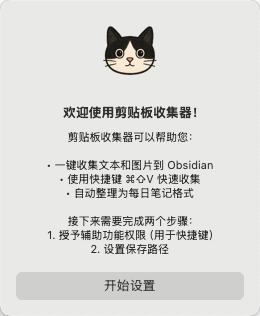 欢迎使用剪贴板收集器！
剪贴板收集器可以帮助您：
• 一键收集文本和图片到 Obsidian
• 使用快捷键 ⌘⇧V 快速收集
• 自动整理为每日笔记格式
接下来需要完成两个步骤：
1. 授予辅助功能权限（用于快捷键）
2. 设置保存路径
开始设置